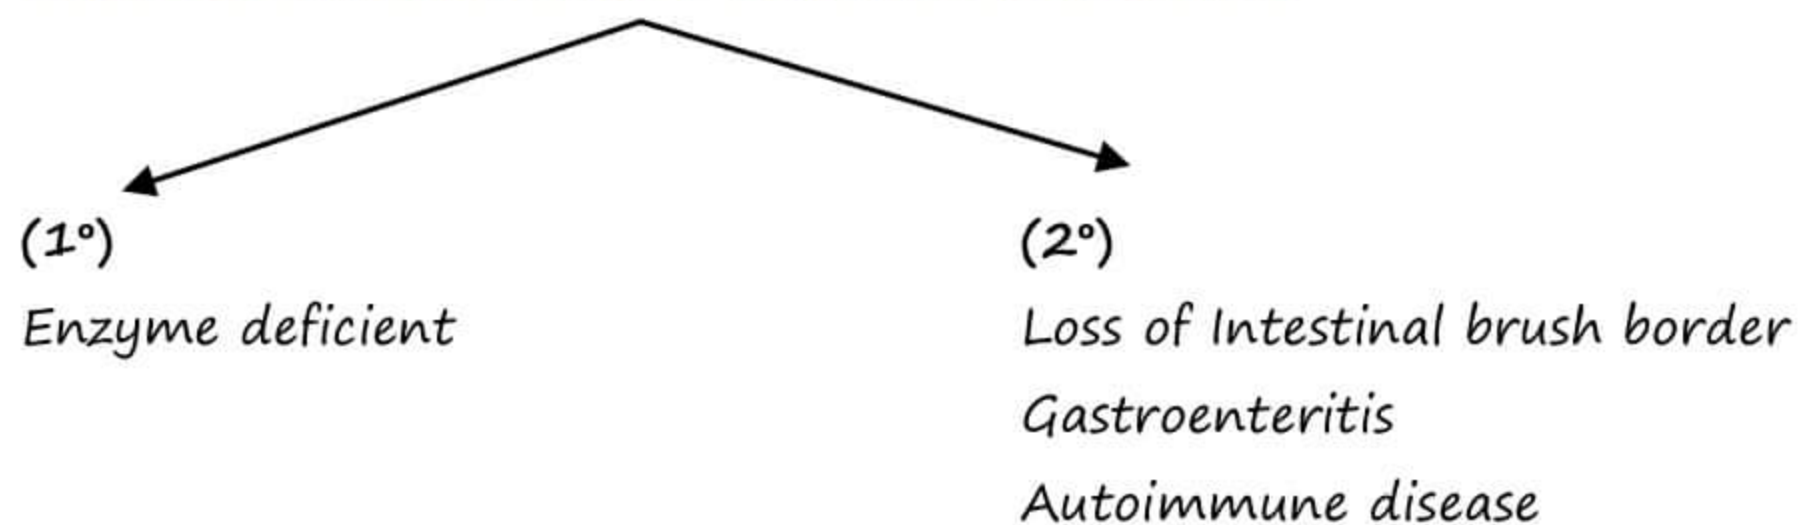 (1°)
Enzyme deficient
(2°)
Loss of Intestinal brush border
Gastroenteritis
Autoimmune disease